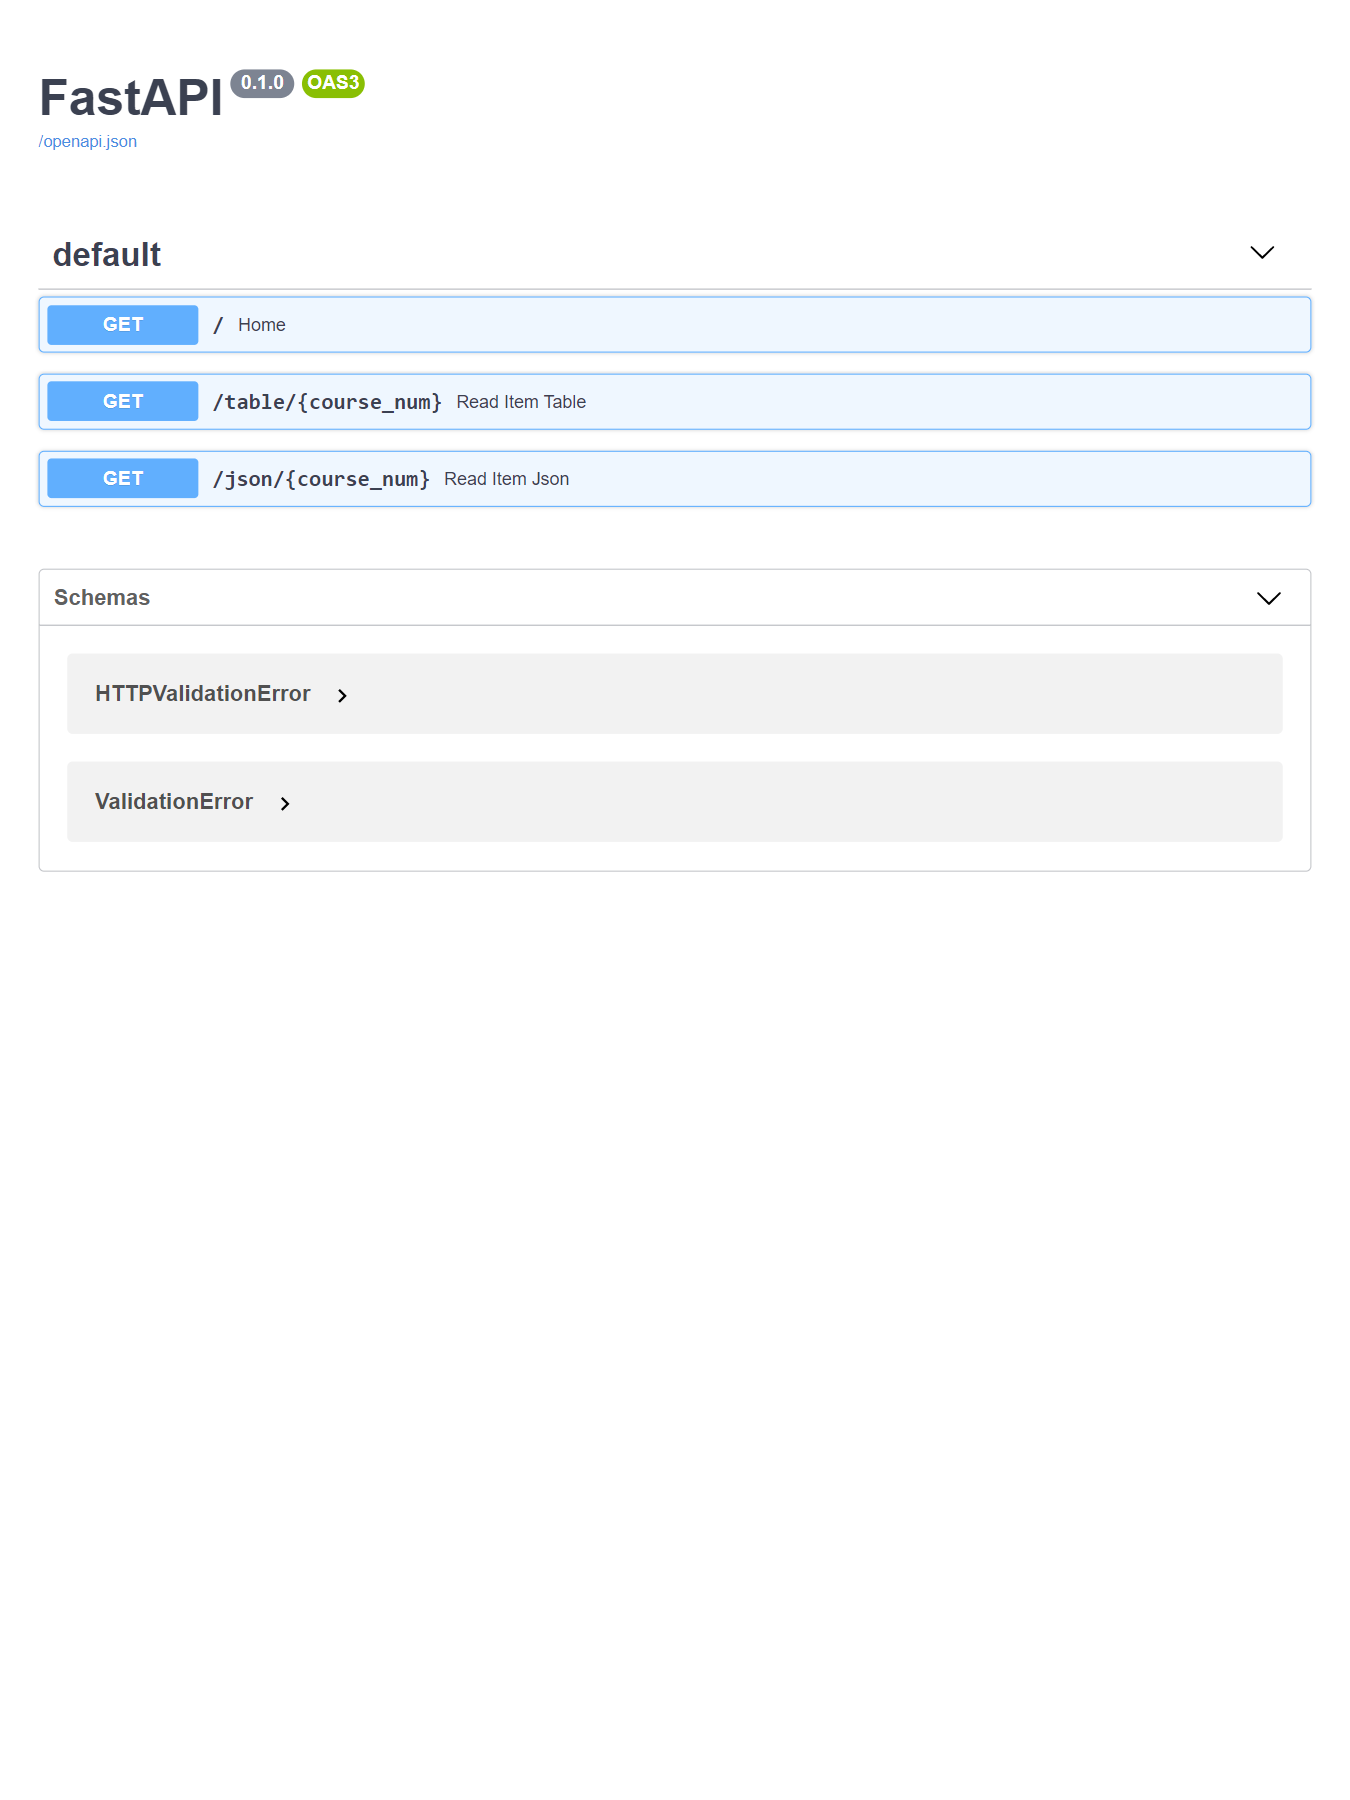 FastAPI 0.1.0 OAS3
/openapi.json
default
GET / Home
GET /table/{course_num} Read Item Table
GET /json/{course_num} Read Item Json
Schemas
HTTPValidationError
ValidationError